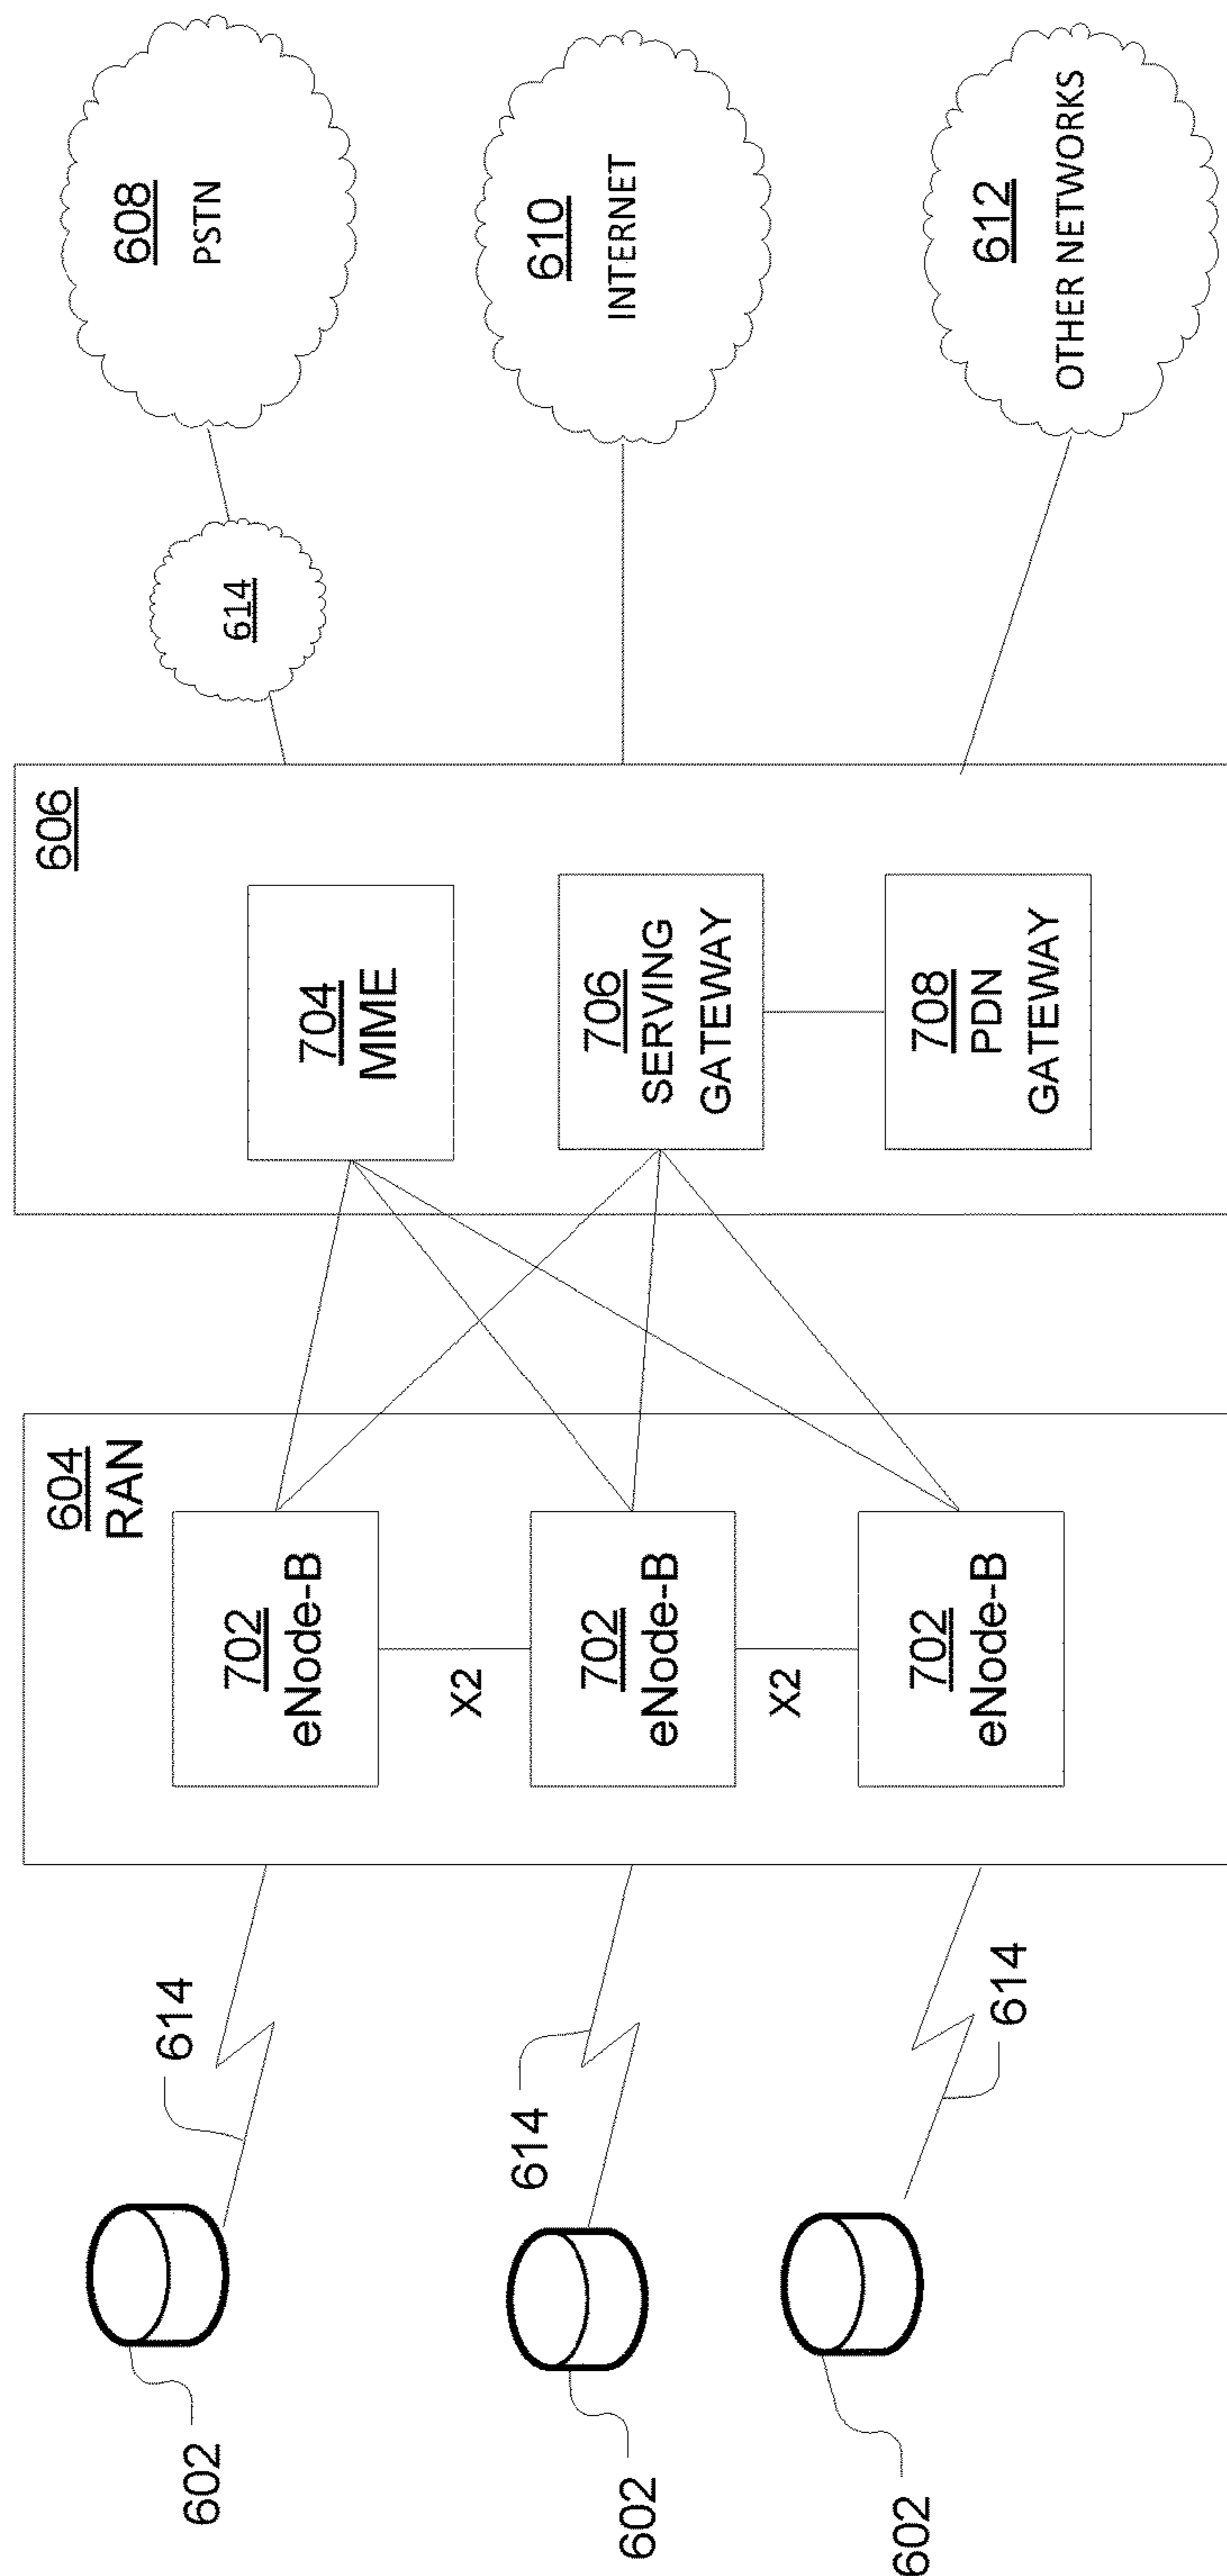 608
PSTN
614
610
INTERNET
612
OTHER NETWORKS
606
704
MME
706
SERVING
GATEWAY
708
PDN
GATEWAY
604
RAN
702
eNode-B
X2
702
eNode-B
X2
702
eNode-B
614
614
614
602
602
602